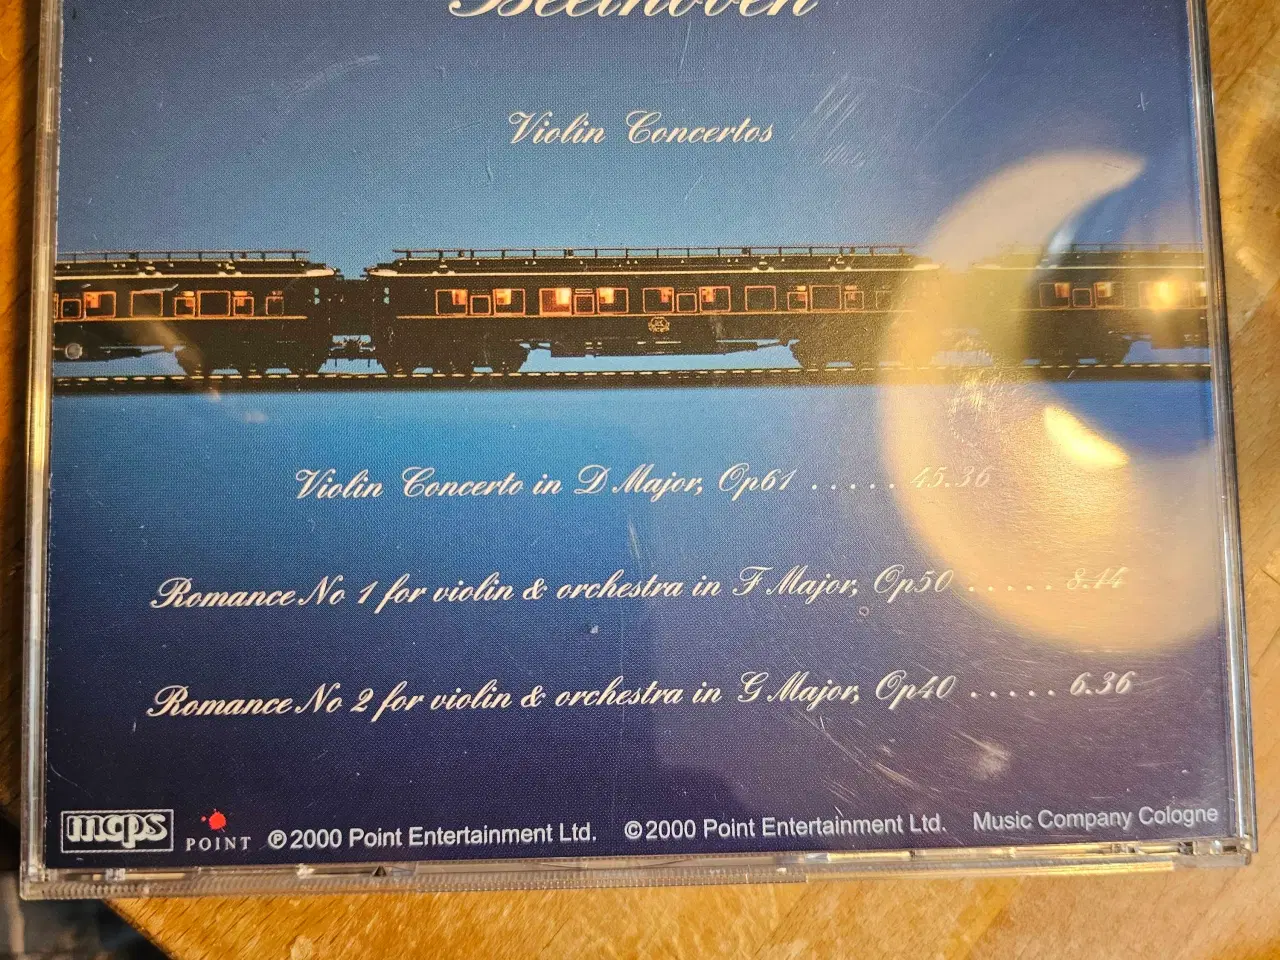 Beethoven
Violin Concertos
Violin Concerto in D Major, Op61 ..... 45.36
Romance No 1 for violin & orchestra in F Major, Op50 ..... 8.14
Romance No 2 for violin & orchestra in G Major, Op40 ..... 6.36
mcps POINT ℗ 2000 Point Entertainment Ltd. © 2000 Point Entertainment Ltd. Music Company Cologne